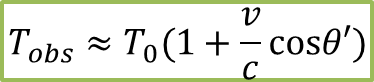 T_obs ≈ T_0(1 + v/c cosθ′)